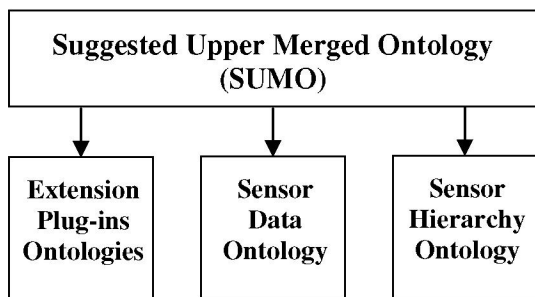 Suggested Upper Merged Ontology
(SUMO)
Extension
Plug-ins
Ontologies
Sensor
Data
Ontology
Sensor
Hierarchy
Ontology